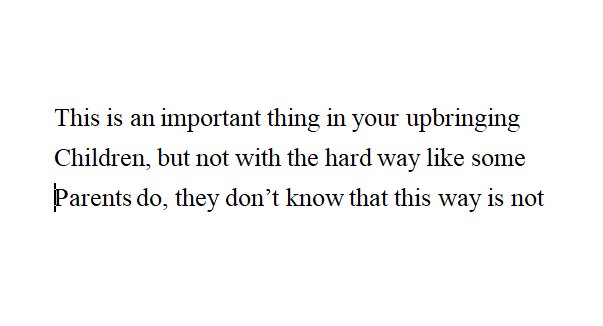 This is an important thing in your upbringing
Children, but not with the hard way like some
Parents do, they don’t know that this way is not